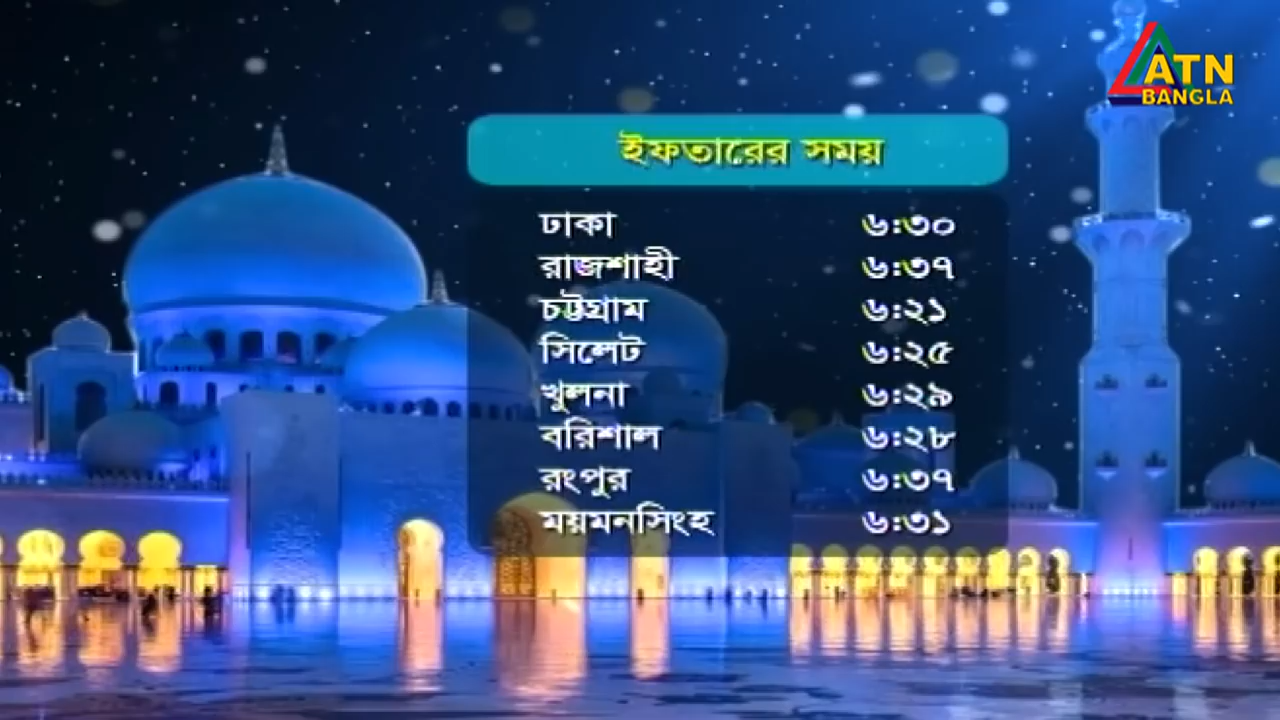 ATN
BANGLA
ইফতারের সময়
ঢাকা ৬:৩০
রাজশাহী ৬:৩৭
চট্টগ্রাম ৬:২১
সিলেট ৬:২৫
খুলনা ৬:২৯
বরিশাল ৬:২৮
রংপুর ৬:৩৭
ময়মনসিংহ ৬:৩১